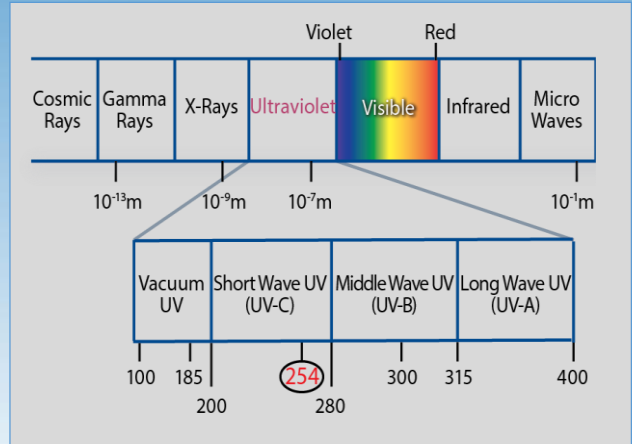 Violet Red
Cosmic Rays Gamma Rays X-Rays Ultraviolet Visible Infrared Micro Waves
10⁻¹³m 10⁻⁹m 10⁻⁷m 10⁻¹m
Vacuum UV Short Wave UV (UV-C) Middle Wave UV (UV-B) Long Wave UV (UV-A)
100 185 254 300 315 400
200 280